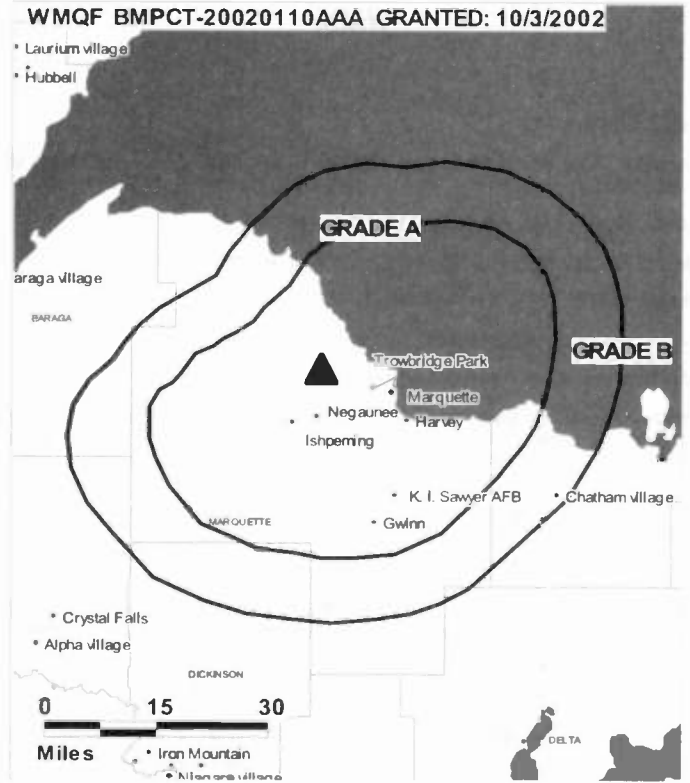 WMQF BMPCT-20020110AAA GRANTED: 10/3/2002
Laurium village
Hubbell
GRADE A
araga village
BARAGA
GRADE B
Trowbridge Park
Marquette
Negaunee
Harvey
Ishpeming
K. I. Sawyer AFB
Chatham village
MARQUETTE
Gwinn
Crystal Falls
Alpha village
DICKINSON
0 15 30
Miles
DELTA
Iron Mountain
Niagara village